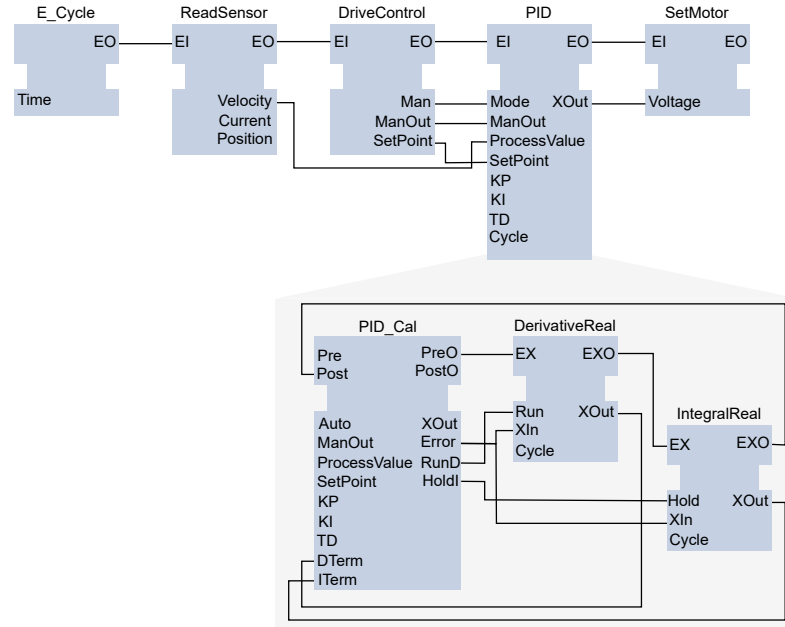 E_Cycle
ReadSensor
DriveControl
PID
SetMotor
EO
EI
EO
EI
EO
EI
EO
EI
EO
Time
Velocity
Current
Position
Man
ManOut
SetPoint
Mode
XOut
ManOut
ProcessValue
SetPoint
KP
KI
TD
Cycle
Voltage
PID_Cal
Pre
PreO
Post
PostO
Auto
XOut
ManOut
Error
ProcessValue
RunD
SetPoint
HoldI
KP
KI
TD
DTerm
ITerm
DerivativeReal
EX
EXO
Run
XOut
XIn
Cycle
IntegralReal
EX
EXO
Hold
XOut
XIn
Cycle